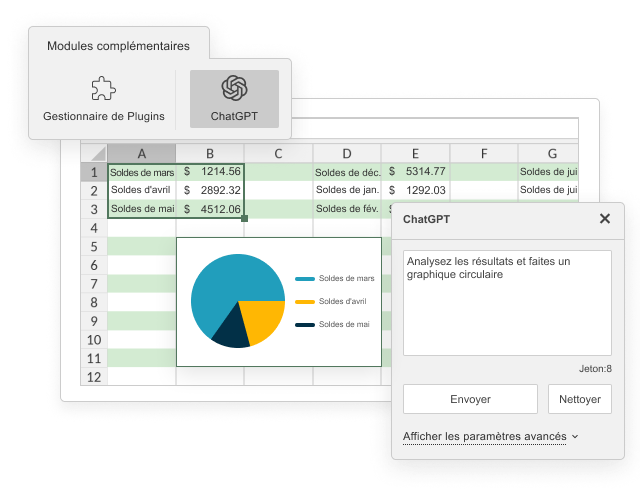 Modules complémentaires
Gestionnaire de Plugins
ChatGPT
A B C D E F G
1 Soldes de mars $ 1214.56 Soldes de déc. $ 5314.77 Soldes de jui
2 Soldes d'avril $ 2892.32 Soldes de jan. $ 1292.03 Soldes de jui
3 Soldes de mai $ 4512.06 Soldes de fév.
4
5
6
7
8
9
10
11
12
Soldes de mars
Soldes d'avril
Soldes de mai
ChatGPT
Analysez les résultats et faites un
graphique circulaire
Jeton:8
Envoyer Nettoyer
Afficher les paramètres avancés